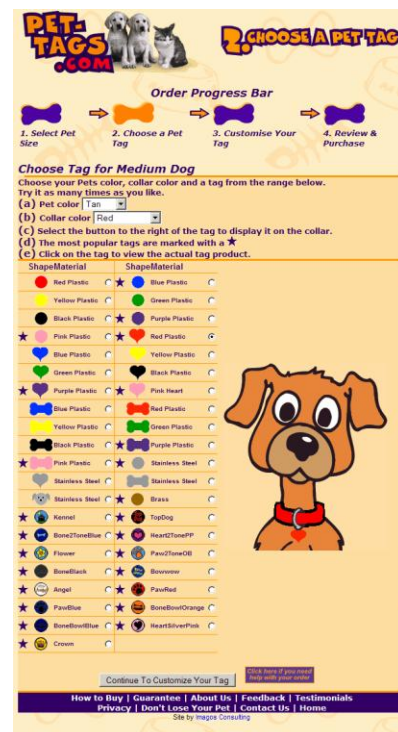 PET-
TAGS
.COM
2. CHOOSE A PET TAG
Order Progress Bar
1. Select Pet Size
2. Choose a Pet Tag
3. Customise Your Tag
4. Review & Purchase
Choose Tag for Medium Dog
Choose your Pets color, collar color and a tag from the range below.
Try it as many times as you like.
(a) Pet color Tan
(b) Collar color Red
(c) Select the button to the right of the tag to display it on the collar.
(d) The most popular tags are marked with a ★
(e) Click on the tag to view the actual tag product.
ShapeMaterial ShapeMaterial
Red Plastic ★ Blue Plastic
Yellow Plastic Green Plastic
Black Plastic ★ Purple Plastic
★ Pink Plastic ★ Red Plastic
Blue Plastic Yellow Plastic
Green Plastic Black Plastic
★ Purple Plastic ★ Pink Heart
Blue Plastic Red Plastic
Yellow Plastic Green Plastic
Black Plastic ★ Purple Plastic
★ Pink Plastic ★ Stainless Steel
Stainless Steel Stainless Steel
Stainless Steel ★ Brass
★ Kennel ★ TopDog
★ Bone2ToneBlue ★ Heart2TonePP
★ Flower ★ Paw2ToneOB
★ BoneBlack ★ Bowwow
★ Angel ★ PawRed
★ PawBlue ★ BoneBowlOrange
★ BoneBowlBlue ★ HeartSilverPink
★ Crown
Continue To Customize Your Tag
Click here if you need
help with your order
How to Buy | Guarantee | About Us | Feedback | Testimonials
Privacy | Don't Lose Your Pet | Contact Us | Home
Site by Imagos Consulting